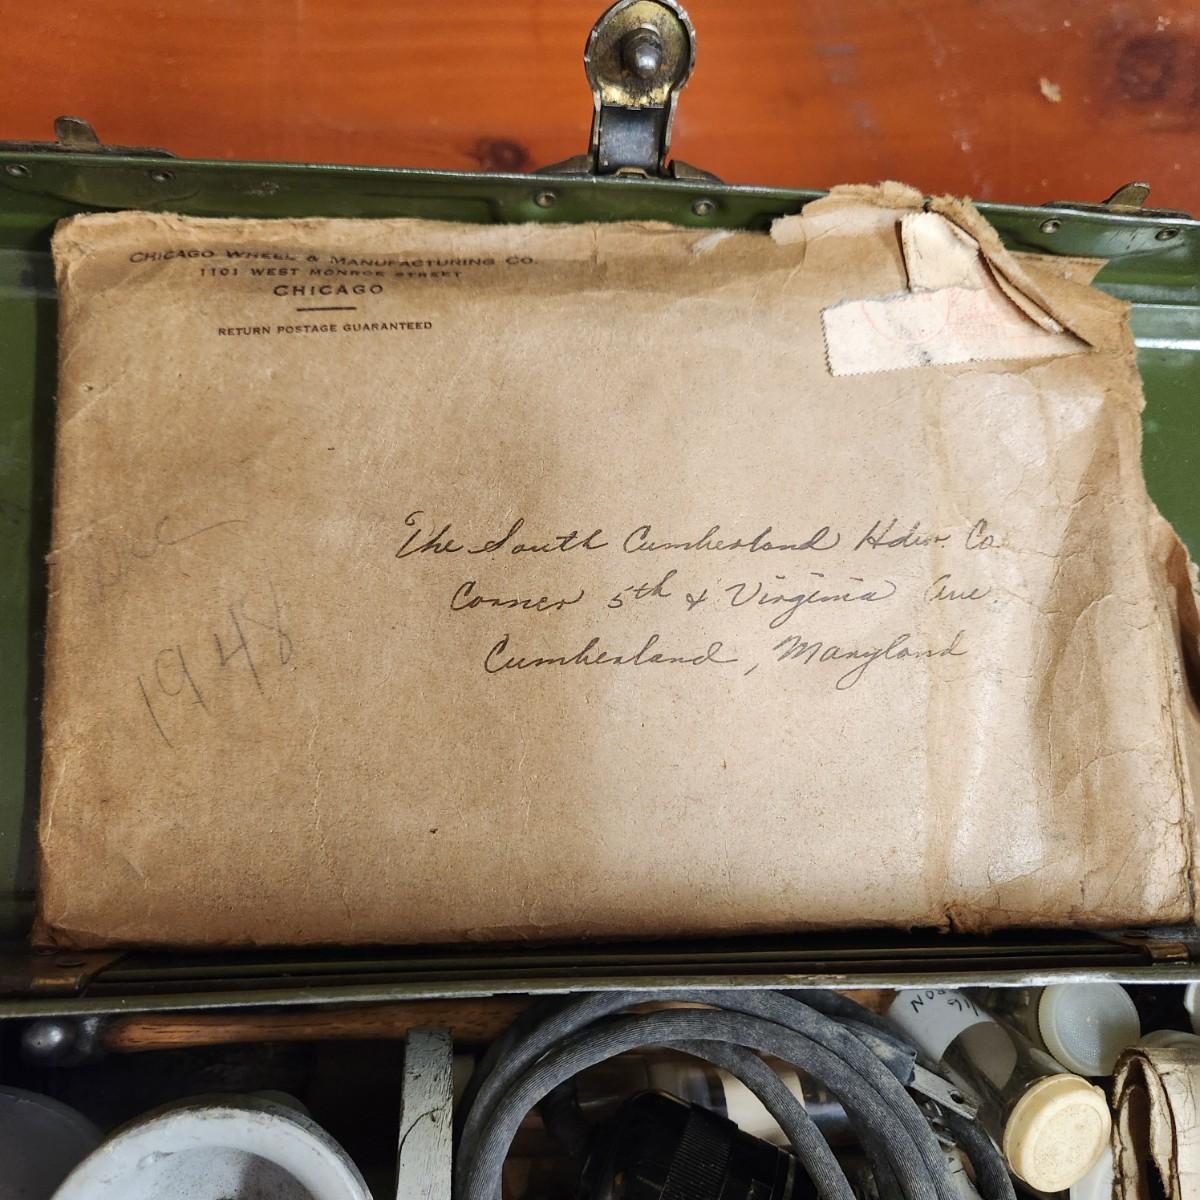 CHICAGO WHEEL & MANUFACTURING CO.
1101 WEST MONROE STREET
CHICAGO
RETURN POSTAGE GUARANTEED
The South Cumberland Hdw. Co
Corner 5th & Virginia Ave.
Cumberland, Maryland
1948